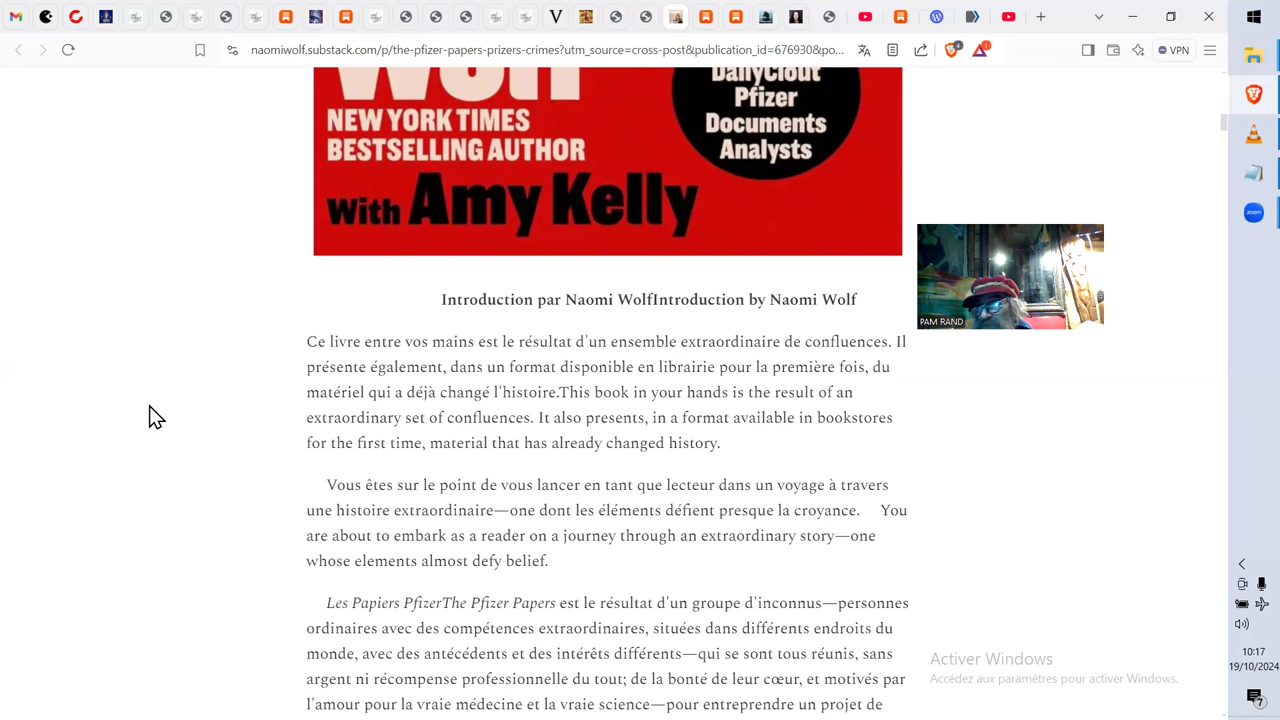 naomiwolf.substack.com/p/the-pfizer-papers-prizers-crimes?utm_source=cross-post&publication_id=676930&po...
VPN
Wolf
NEW YORK TIMES
BESTSELLING AUTHOR
With Amy Kelly
DailyClout
Pfizer
Documents
Analysts
PAM RAND
Introduction par Naomi WolfIntroduction by Naomi Wolf
Ce livre entre vos mains est le résultat d'un ensemble extraordinaire de confluences. Il
présente également, dans un format disponible en librairie pour la première fois, du
matériel qui a déjà changé l'histoire.This book in your hands is the result of an
extraordinary set of confluences. It also presents, in a format available in bookstores
for the first time, material that has already changed history.
Vous êtes sur le point de vous lancer en tant que lecteur dans un voyage à travers
une histoire extraordinaire—one dont les éléments défient presque la croyance. You
are about to embark as a reader on a journey through an extraordinary story—one
whose elements almost defy belief.
Les Papiers PfizerThe Pfizer Papers est le résultat d'un groupe d'inconnus—personnes
ordinaires avec des compétences extraordinaires, situées dans différents endroits du
monde, avec des antécédents et des intérêts différents—qui se sont tous réunis, sans
argent ni récompense professionnelle du tout; de la bonté de leur cœur, et motivés par
l'amour pour la vraie médecine et la vraie science—pour entreprendre un projet de
Activer Windows
Accédez aux paramètres pour activer Windows.
zoom
10:17
19/10/2024
7